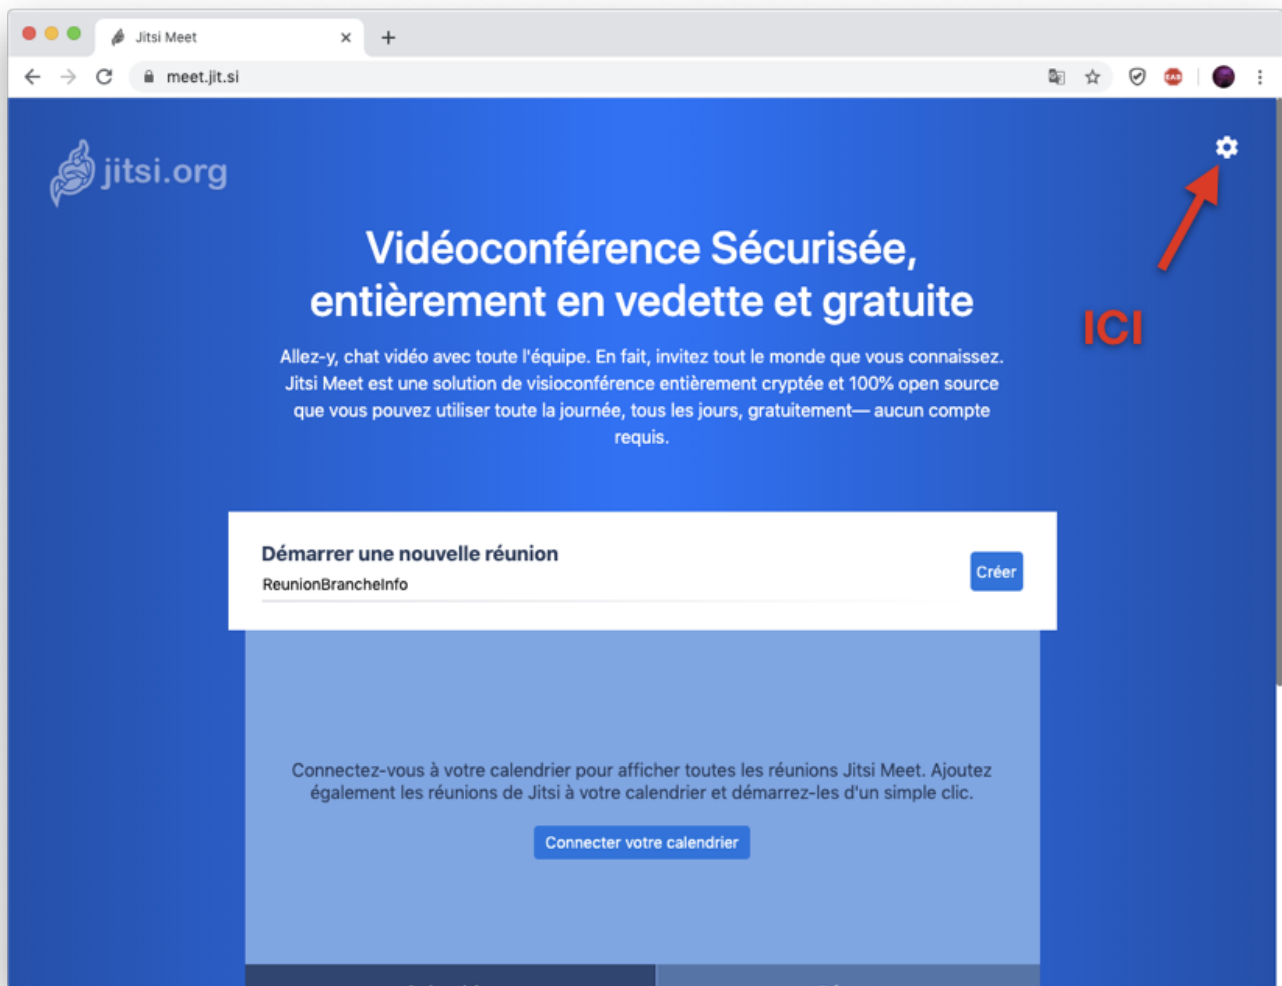 Jitsi Meet
meet.jit.si
jitsi.org
Vidéoconférence Sécurisée,
entièrement en vedette et gratuite
ICI
Allez-y, chat vidéo avec toute l'équipe. En fait, invitez tout le monde que vous connaissez.
Jitsi Meet est une solution de visioconférence entièrement cryptée et 100% open source
que vous pouvez utiliser toute la journée, tous les jours, gratuitement— aucun compte
requis.
Démarrer une nouvelle réunion
ReunionBrancheInfo
Créer
Connectez-vous à votre calendrier pour afficher toutes les réunions Jitsi Meet. Ajoutez
également les réunions de Jitsi à votre calendrier et démarrez-les d'un simple clic.
Connecter votre calendrier